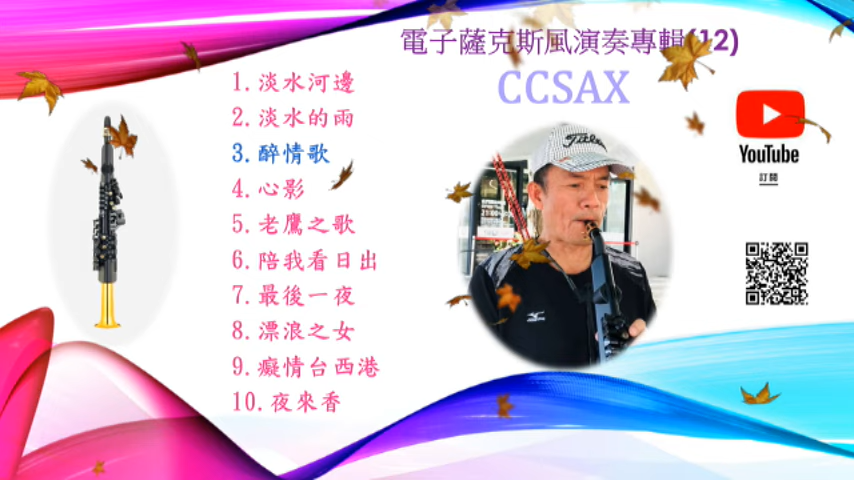 電子薩克斯風演奏專輯(12)
CCSAX
1.淡水河邊
2.淡水的雨
3.醉情歌
4.心影
5.老鷹之歌
6.陪我看日出
7.最後一夜
8.漂浪之女
9.癡情台西港
10.夜來香
YouTube
訂閱
Titleist